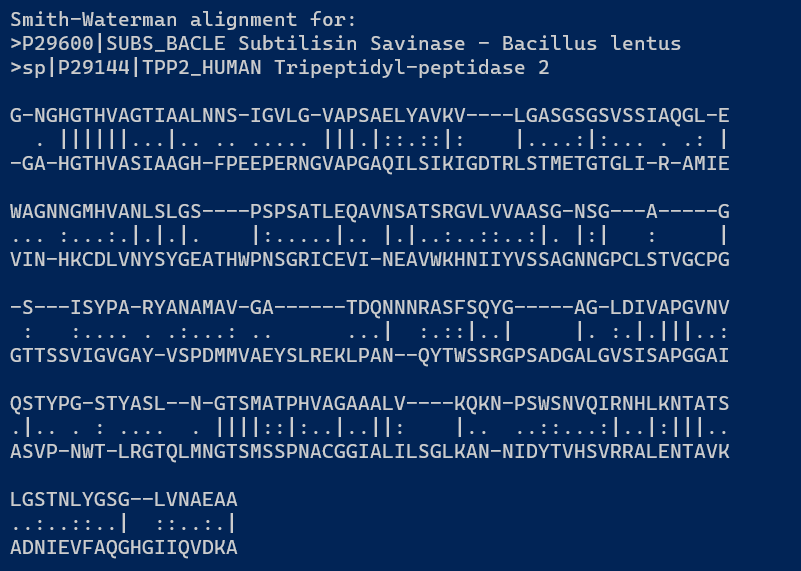 Smith-Waterman alignment for:
>P29600|SUBS_BACLE Subtilisin Savinase - Bacillus lentus
>sp|P29144|TPP2_HUMAN Tripeptidyl-peptidase 2

G-NGHGTHVAGTIAALNNS-IGVLG-VAPSAELYAVKV----LGASGSGSVSSIAQGL-E
  . ||||||...|.. .. ..... |||.|::.::|:    |....:|:... . .: |
-GA-HGTHVASIAAGH-FPEEPERNGVAPGAQILSIKIGDTRLSTMETGTGLI-R-AMIE

WAGNNGMHVANLSLGS----PSPSATLEQAVNSATSRGVLVVAASG-NSG---A-----G
... :...:.|.|.|.    |:.....|.. |.|..:..::..:|. |:|   :     |
VIN-HKCDLVNYSYGEATHWPNSGRICEVI-NEAVWKHNIIYVSSAGNNGPCLSTVGCPG

-S---ISYPA-RYANAMAV-GA------TDQNNNRASFSQYG-----AG-LDIVAPGVNV
 :   :.... . .:...: ..      ...|  :.::|..|     |. :.|.|||..:
GTTSSVIGVGAY-VSPDMMVAEYSLREKLPAN--QYTWSSRGPSADGALGVSISAPGGAI

QSTYPG-STYASL--N-GTSMATPHVAGAAALV----KQKN-PSWSNVQIRNHLKNTATS
.|.. . : ....  . ||||::|:..|..||:    |..  ..::...:|..|:|||..
ASVP-NWT-LRGTQLMNGTSMSSPNACGGIALILSGLKAN-NIDYTVHSVRRALENTAVK

LGSTNLYGSG--LVNAEAA
..:..::..|  ::..:.|
ADNIEVFAQGHGIIQVDKA